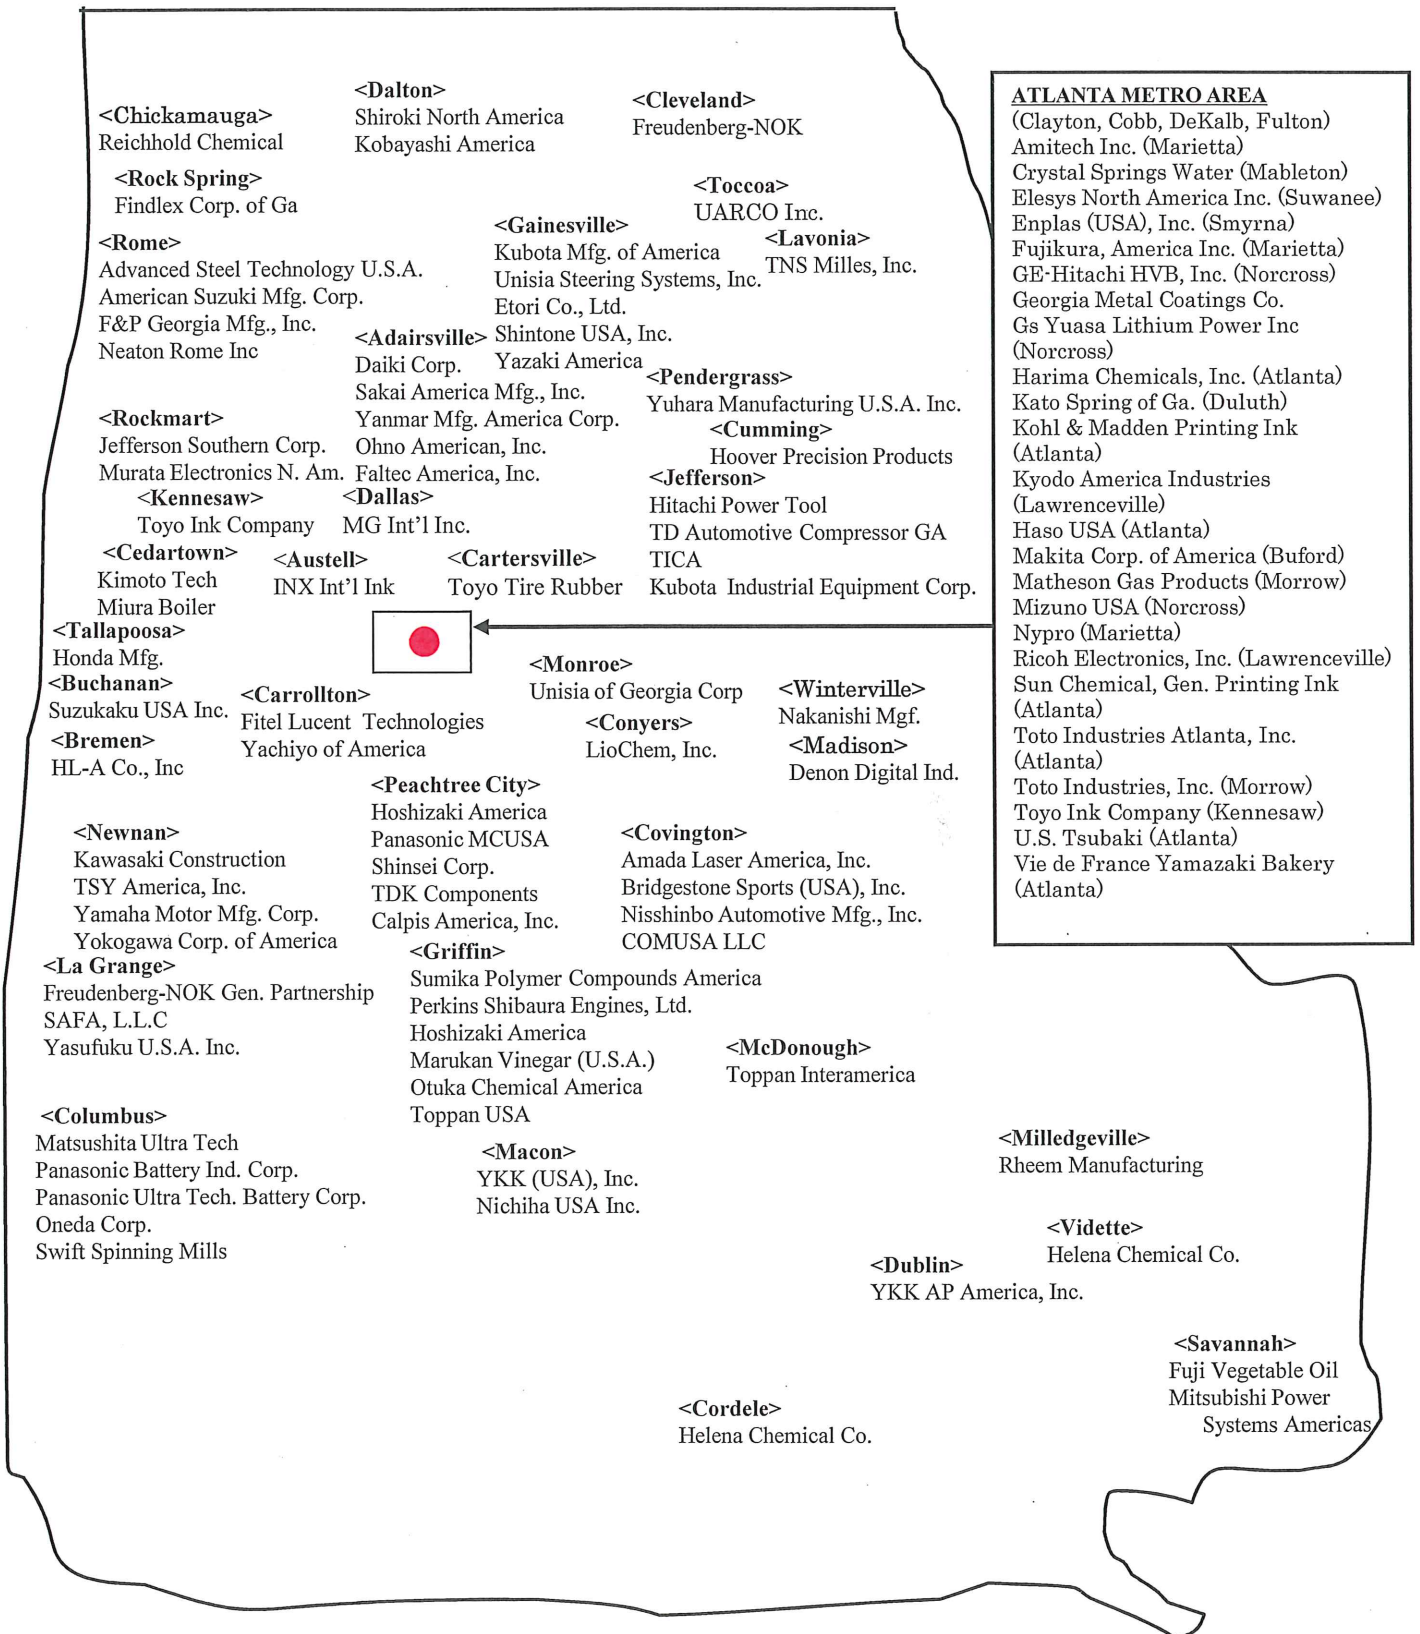 <Chickamauga>
Reichhold Chemical
<Dalton>
Shiroki North America
Kobayashi America
<Cleveland>
Freudenberg-NOK
<Rock Spring>
Findlex Corp. of Ga
<Toccoa>
UARCO Inc.
<Rome>
Advanced Steel Technology U.S.A.
American Suzuki Mfg. Corp.
F&P Georgia Mfg., Inc.
Neaton Rome Inc
<Gainesville>
Kubota Mfg. of America
Unisia Steering Systems, Inc.
Etori Co., Ltd.
Shintone USA, Inc.
Yazaki America
<Lavonia>
TNS Milles, Inc.
<Adairsville>
Daiki Corp.
Sakai America Mfg., Inc.
Yanmar Mfg. America Corp.
Ohno American, Inc.
Faltec America, Inc.
<Pendergrass>
Yuhara Manufacturing U.S.A. Inc.
<Cumming>
Hoover Precision Products
<Rockmart>
Jefferson Southern Corp.
Murata Electronics N. Am.
<Jefferson>
Hitachi Power Tool
TD Automotive Compressor GA
TICA
Kubota Industrial Equipment Corp.
<Kennesaw>
Toyo Ink Company
<Dallas>
MG Int'l Inc.
<Cedartown>
Kimoto Tech
Miura Boiler
<Austell>
INX Int'l Ink
<Cartersville>
Toyo Tire Rubber
<Tallapoosa>
Honda Mfg.
<Buchanan>
Suzukaku USA Inc.
<Bremen>
HL-A Co., Inc
<Carrollton>
Fitel Lucent Technologies
Yachiyo of America
<Monroe>
Unisia of Georgia Corp
<Conyers>
LioChem, Inc.
<Winterville>
Nakanishi Mgf.
<Madison>
Denon Digital Ind.
<Peachtree City>
Hoshizaki America
Panasonic MCUSA
Shinsei Corp.
TDK Components
Calpis America, Inc.
<Newnan>
Kawasaki Construction
TSY America, Inc.
Yamaha Motor Mfg. Corp.
Yokogawa Corp. of America
<Covington>
Amada Laser America, Inc.
Bridgestone Sports (USA), Inc.
Nisshinbo Automotive Mfg., Inc.
COMUSA LLC
<La Grange>
Freudenberg-NOK Gen. Partnership
SAFA, L.L.C
Yasufuku U.S.A. Inc.
<Griffin>
Sumika Polymer Compounds America
Perkins Shibaura Engines, Ltd.
Hoshizaki America
Marukan Vinegar (U.S.A.)
Otuka Chemical America
Toppan USA
<McDonough>
Toppan Interamerica
<Columbus>
Matsushita Ultra Tech
Panasonic Battery Ind. Corp.
Panasonic Ultra Tech. Battery Corp.
Oneda Corp.
Swift Spinning Mills
<Macon>
YKK (USA), Inc.
Nichiha USA Inc.
<Milledgeville>
Rheem Manufacturing
<Vidette>
Helena Chemical Co.
<Dublin>
YKK AP America, Inc.
<Savannah>
Fuji Vegetable Oil
Mitsubishi Power
Systems Americas
<Cordele>
Helena Chemical Co.
ATLANTA METRO AREA
(Clayton, Cobb, DeKalb, Fulton)
Amitech Inc. (Marietta)
Crystal Springs Water (Mableton)
Elesys North America Inc. (Suwanee)
Enplas (USA), Inc. (Smyrna)
Fujikura, America Inc. (Marietta)
GE-Hitachi HVB, Inc. (Norcross)
Georgia Metal Coatings Co.
Gs Yuasa Lithium Power Inc
(Norcross)
Harima Chemicals, Inc. (Atlanta)
Kato Spring of Ga. (Duluth)
Kohl & Madden Printing Ink
(Atlanta)
Kyodo America Industries
(Lawrenceville)
Haso USA (Atlanta)
Makita Corp. of America (Buford)
Matheson Gas Products (Morrow)
Mizuno USA (Norcross)
Nypro (Marietta)
Ricoh Electronics, Inc. (Lawrenceville)
Sun Chemical, Gen. Printing Ink
(Atlanta)
Toto Industries Atlanta, Inc.
(Atlanta)
Toto Industries, Inc. (Morrow)
Toyo Ink Company (Kennesaw)
U.S. Tsubaki (Atlanta)
Vie de France Yamazaki Bakery
(Atlanta)